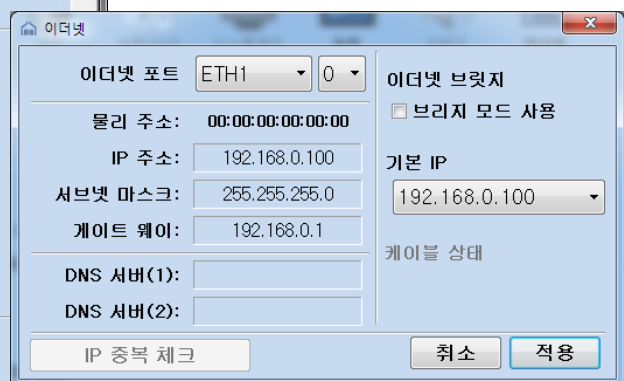 이더넷
이더넷 포트 ETH1 0
물리 주소: 00:00:00:00:00:00
IP 주소: 192.168.0.100
서브넷 마스크: 255.255.255.0
게이트 웨이: 192.168.0.1
DNS 서버(1):
DNS 서버(2):
IP 중복 체크
이더넷 브릿지
브리지 모드 사용
기본 IP
192.168.0.100
케이블 상태
취소 적용